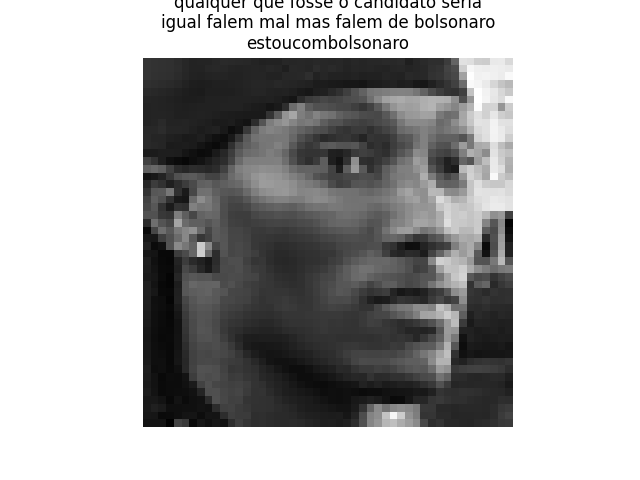 qualquer que fosse o candidato seria
igual falem mal mas falem de bolsonaro
estoucombolsonaro